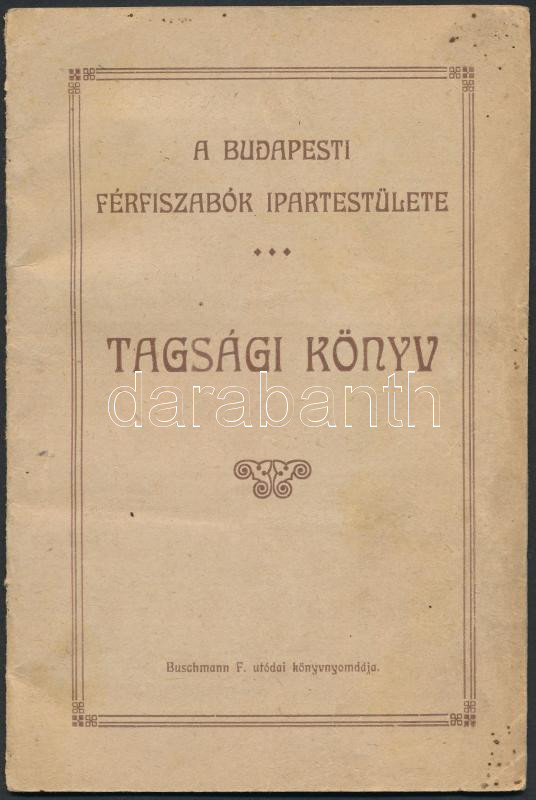 A BUDAPESTI
FÉRFISZABÓK IPARTESTÜLETE
TAGSÁGI KÖNYV
darabanth
Buschmann F. utódai könyvnyomdája.